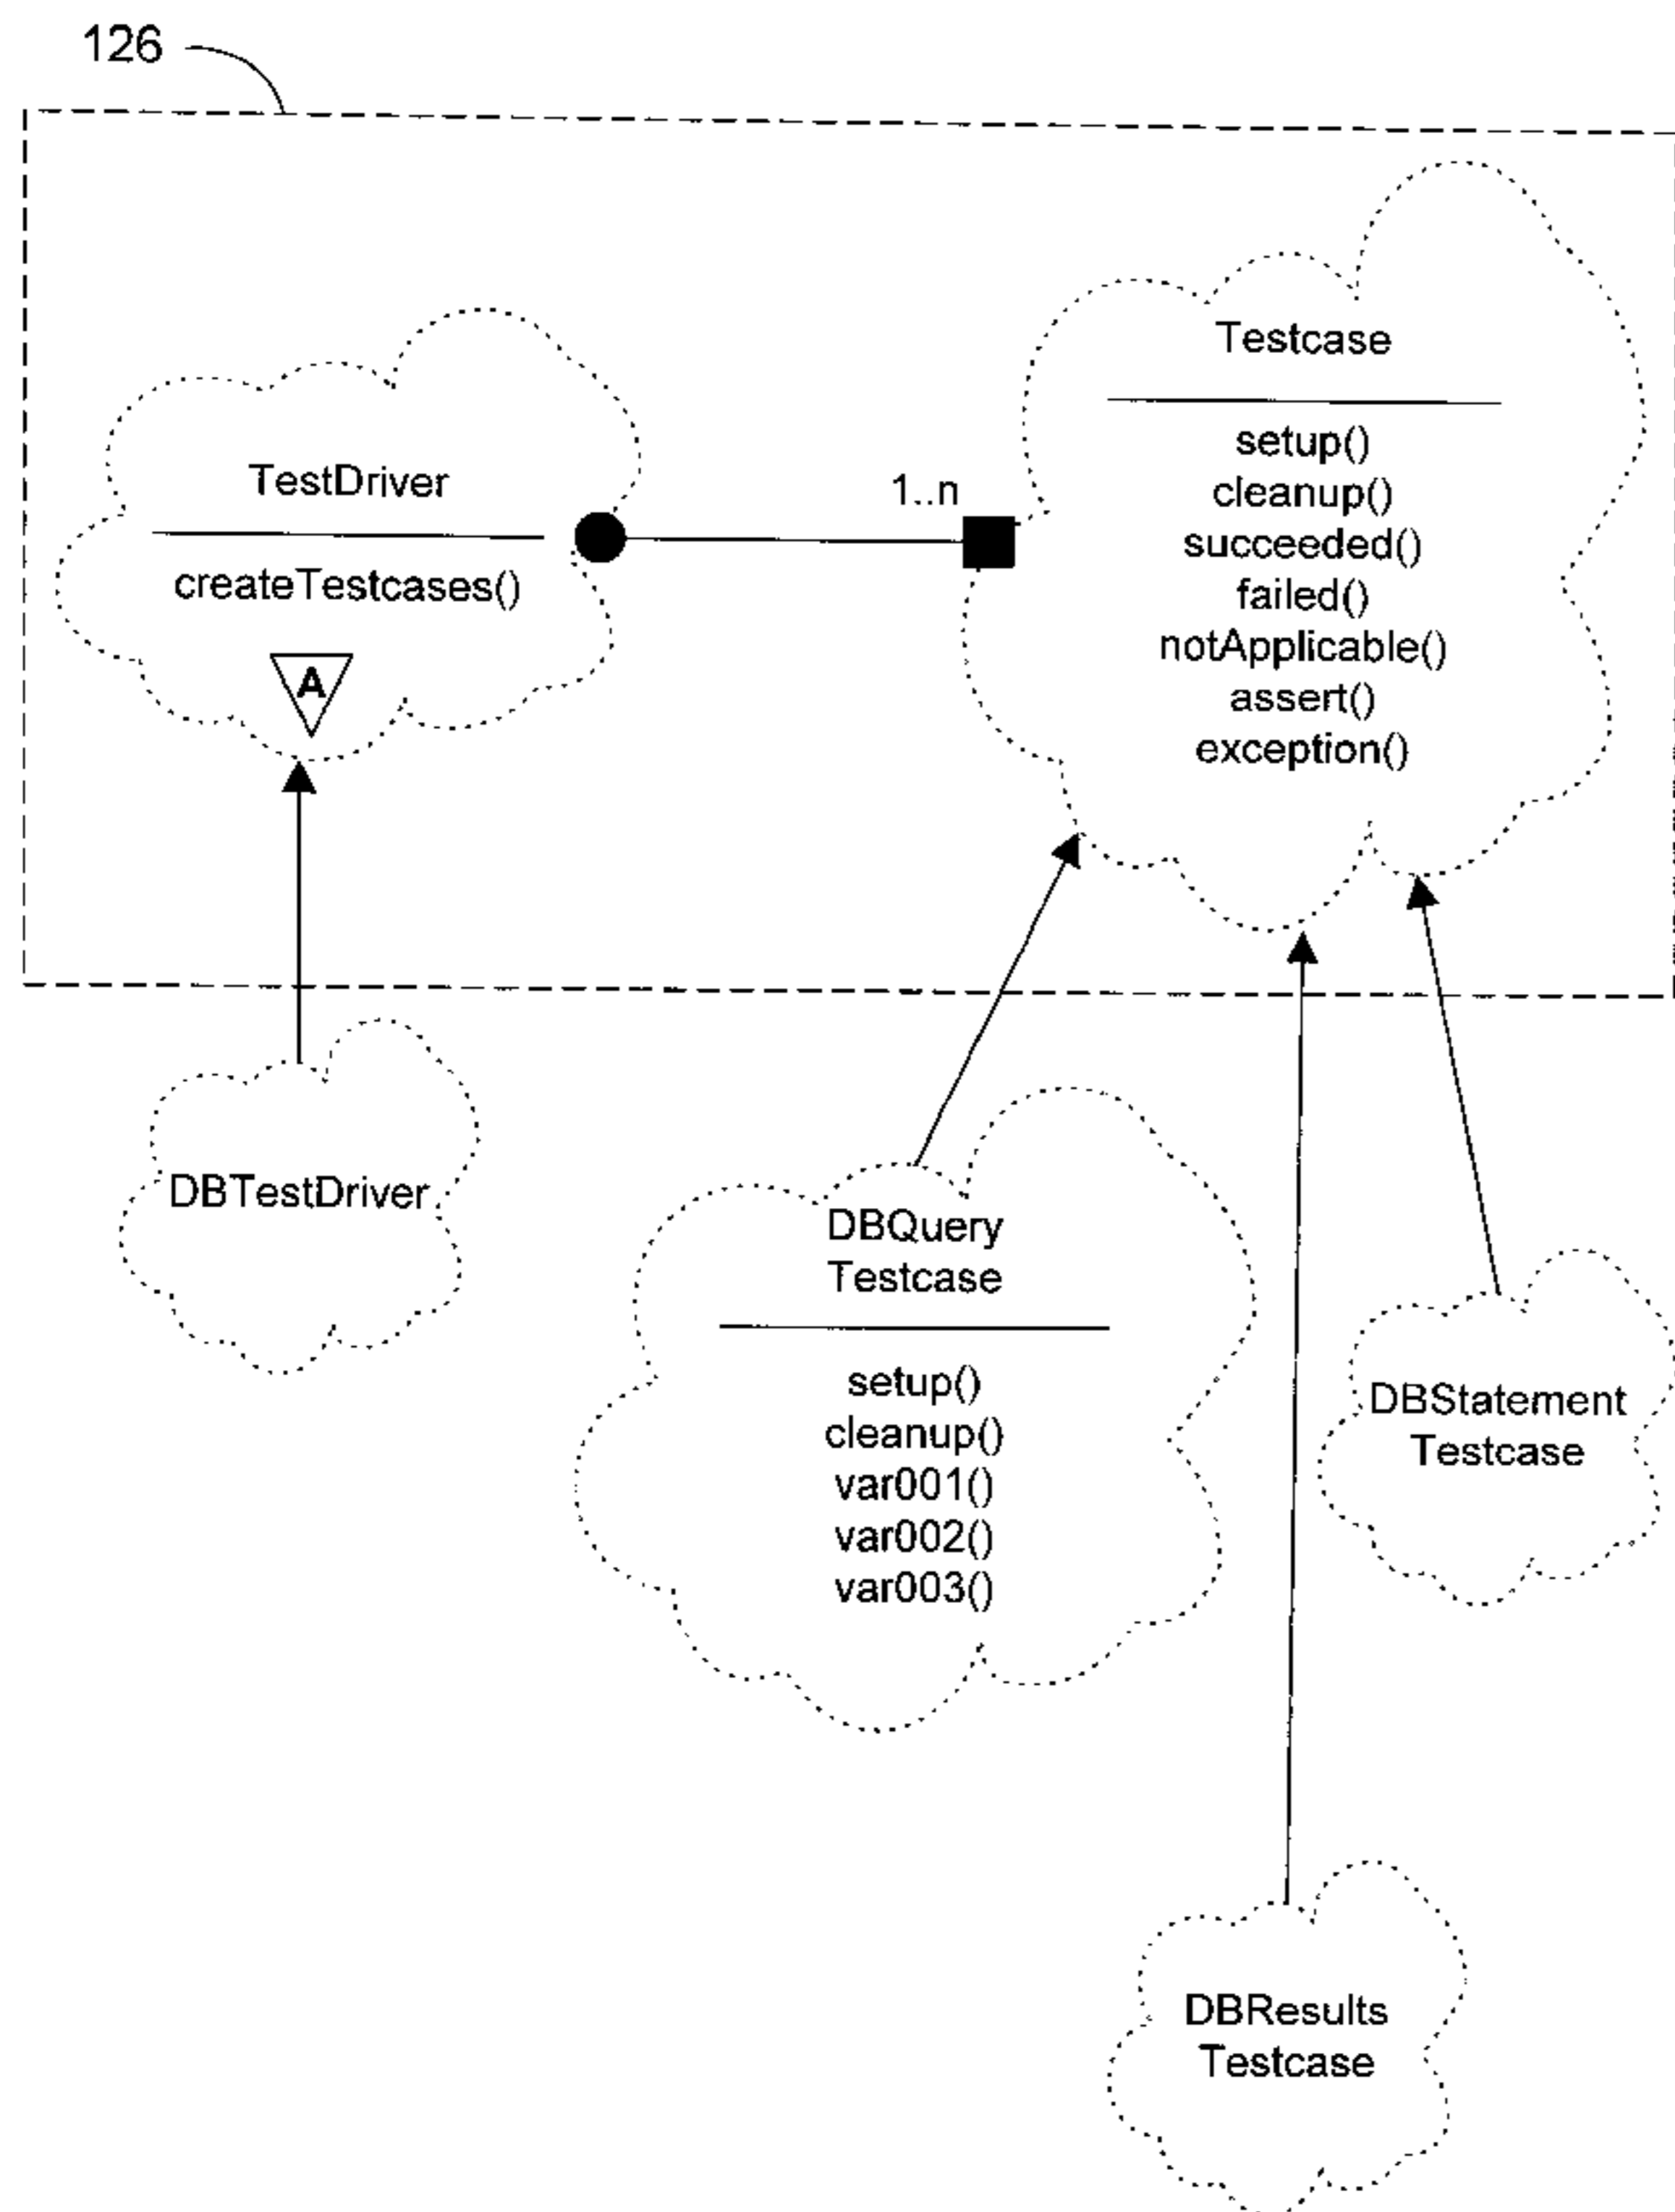 126
TestDriver
createTestcases()
A
1..n
Testcase
setup()
cleanup()
succeeded()
failed()
notApplicable()
assert()
exception()
DBTestDriver
DBQuery
Testcase
setup()
cleanup()
var001()
var002()
var003()
DBStatement
Testcase
DBResults
Testcase